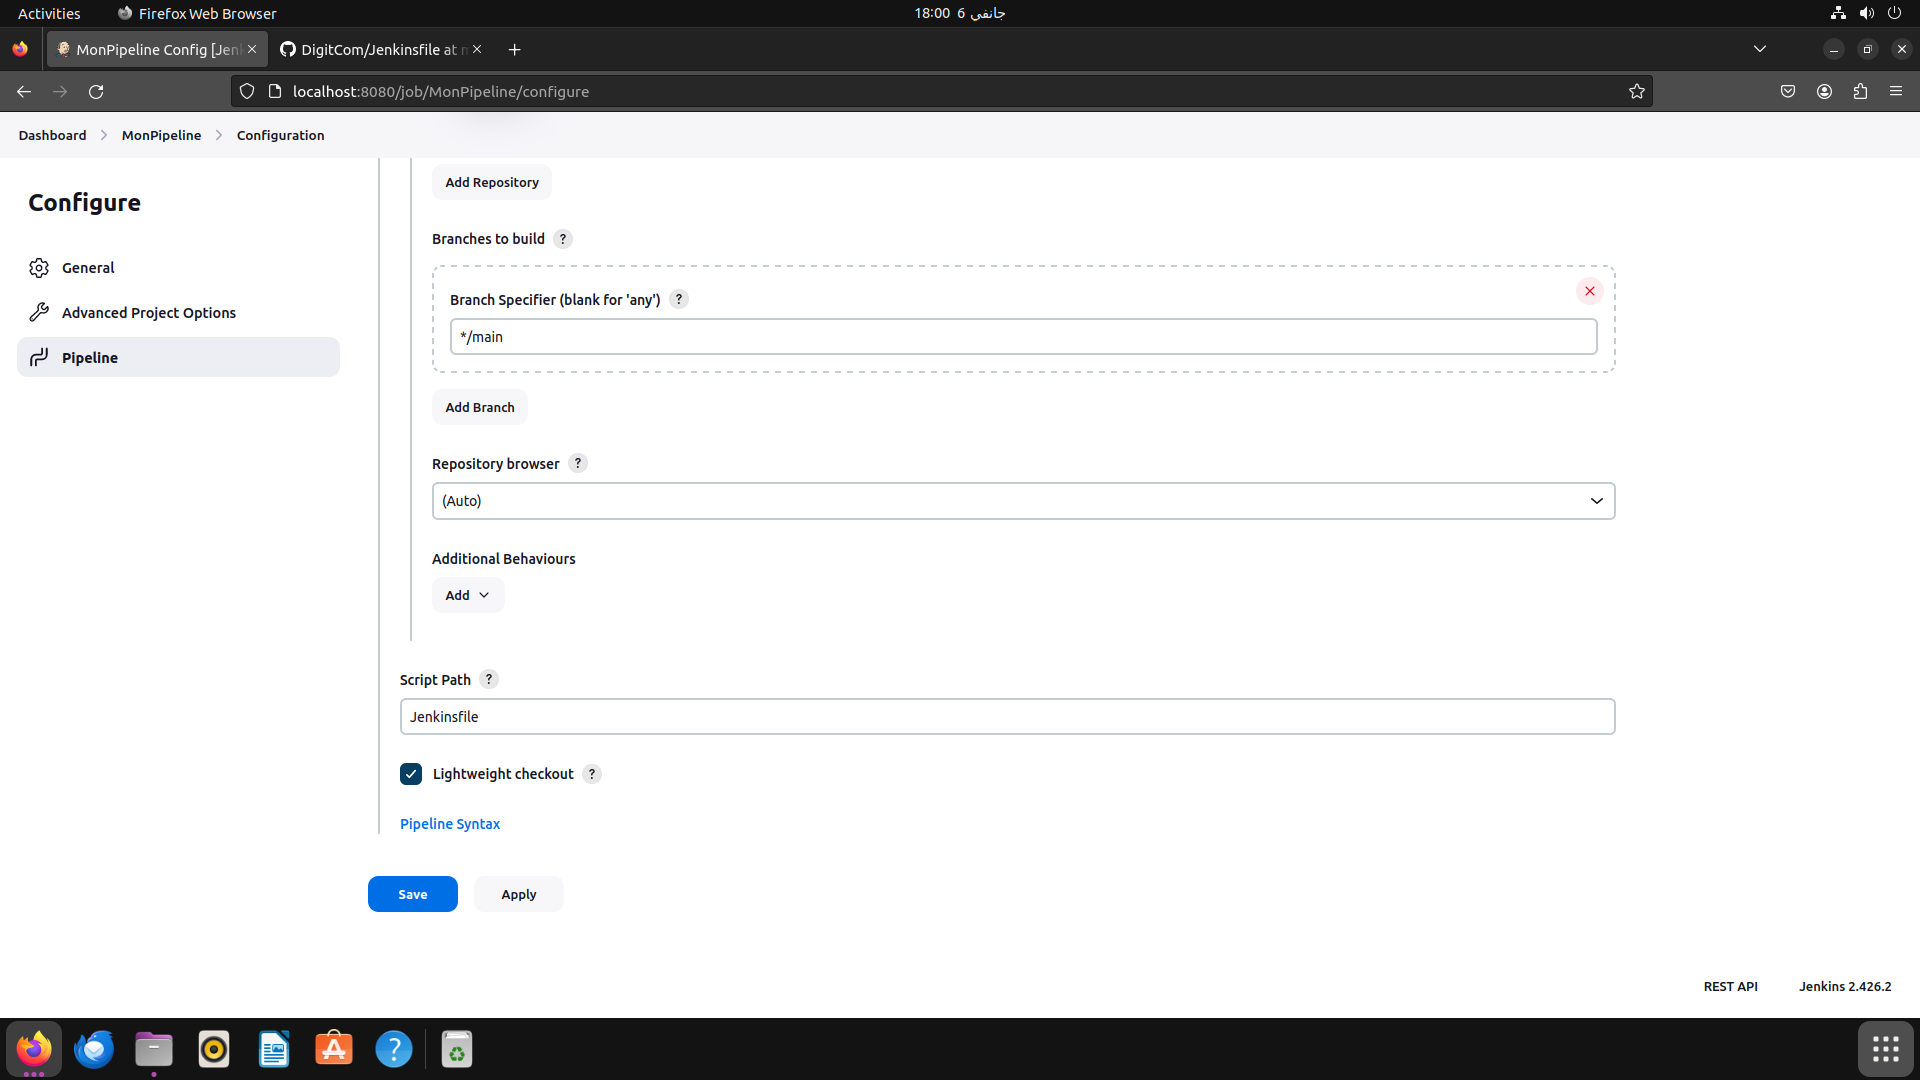 Activities
Firefox Web Browser
18:00 6 جانفي
MonPipeline Config [Jen
DigitCom/Jenkinsfile at m
localhost:8080/job/MonPipeline/configure
Dashboard
MonPipeline
Configuration
Configure
General
Advanced Project Options
Pipeline
Add Repository
Branches to build ?
Branch Specifier (blank for 'any') ?
*/main
Add Branch
Repository browser ?
(Auto)
Additional Behaviours
Add
Script Path ?
Jenkinsfile
Lightweight checkout ?
Pipeline Syntax
Save
Apply
REST API
Jenkins 2.426.2